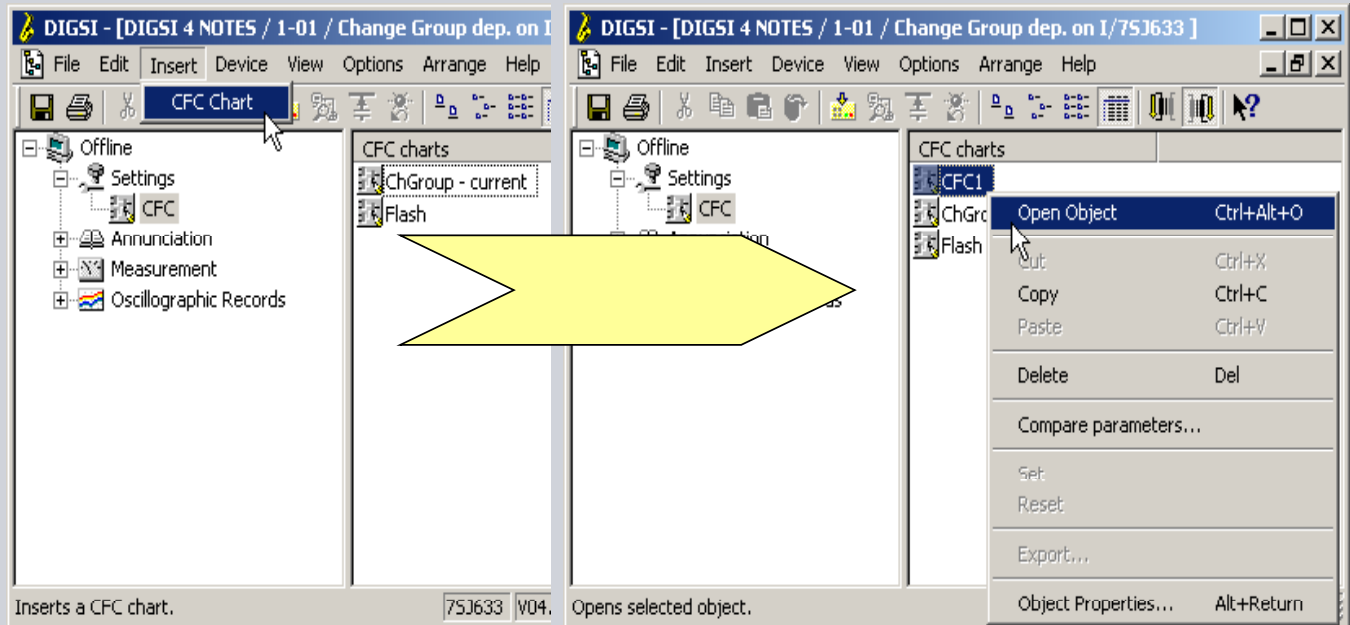 DIGSI - [DIGSI 4 NOTES / 1-01 / Change Group dep. on I
File Edit Insert Device View Options Arrange Help
CFC Chart
Offline
Settings
CFC
Annunciation
Measurement
Oscillographic Records
CFC charts
ChGroup - current
Flash
Inserts a CFC chart.
7SJ633 V04.
DIGSI - [DIGSI 4 NOTES / 1-01 / Change Group dep. on I/7SJ633 ]
File Edit Insert Device View Options Arrange Help
Offline
Settings
CFC
CFC charts
CFC1
ChGro
Flash
Open Object Ctrl+Alt+O
Cut Ctrl+X
Copy Ctrl+C
Paste Ctrl+V
Delete Del
Compare parameters...
Set
Reset
Export...
Object Properties... Alt+Return
Opens selected object.